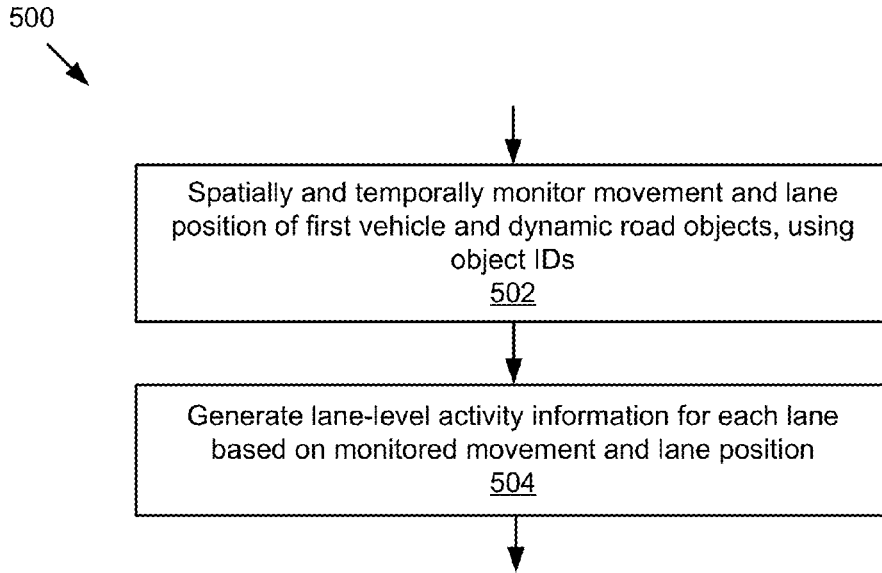 500
Spatially and temporally monitor movement and lane
position of first vehicle and dynamic road objects, using
object IDs
502
Generate lane-level activity information for each lane
based on monitored movement and lane position
504